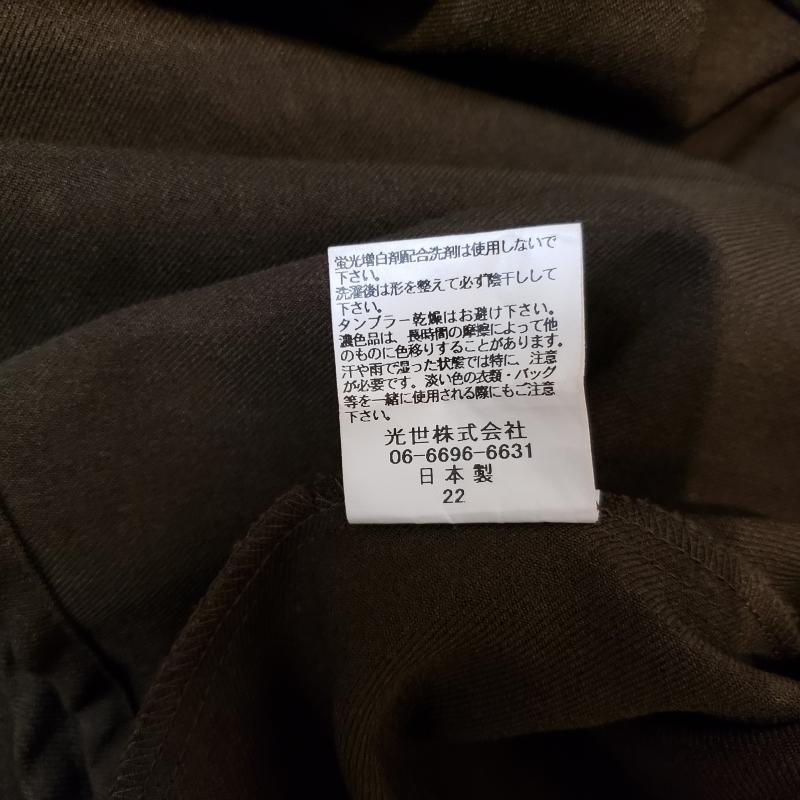 蛍光増白剤配合洗剤は使用しないで
下さい。
洗濯後は形を整えて必ず陰干しして
下さい。
タンブラー乾燥はお避け下さい。
濃色品は、長時間の摩擦によって他
のものに色移りすることがあります。
汗や雨で湿った状態では特に、注意
が必要です。淡い色の衣類・バッグ
等を一緒に使用される際にもご注意
下さい。
光世株式会社
06-6696-6631
日本製
22